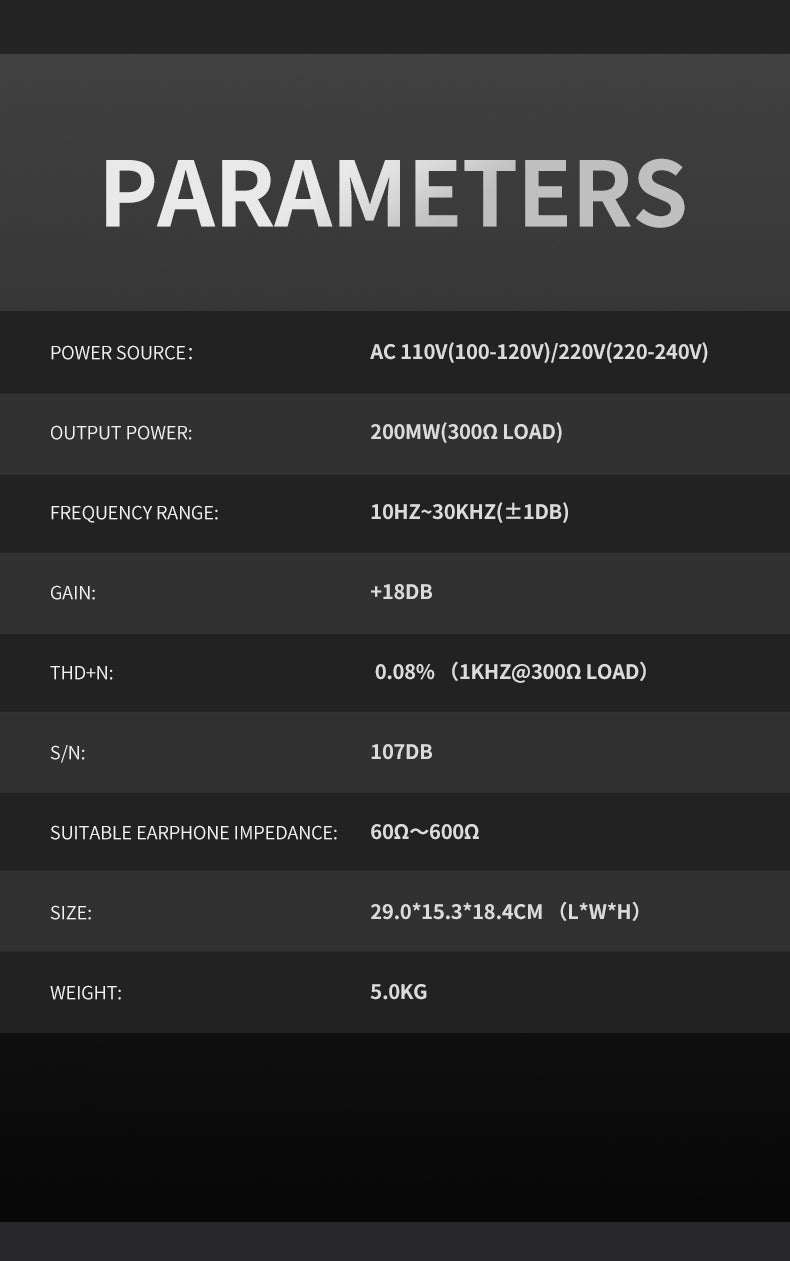 PARAMETERS
POWER SOURCE： AC 110V(100-120V)/220V(220-240V)
OUTPUT POWER: 200MW(300Ω LOAD)
FREQUENCY RANGE: 10HZ~30KHZ(±1DB)
GAIN: +18DB
THD+N: 0.08% （1KHZ@300Ω LOAD）
S/N: 107DB
SUITABLE EARPHONE IMPEDANCE: 60Ω～600Ω
SIZE: 29.0*15.3*18.4CM （L*W*H）
WEIGHT: 5.0KG